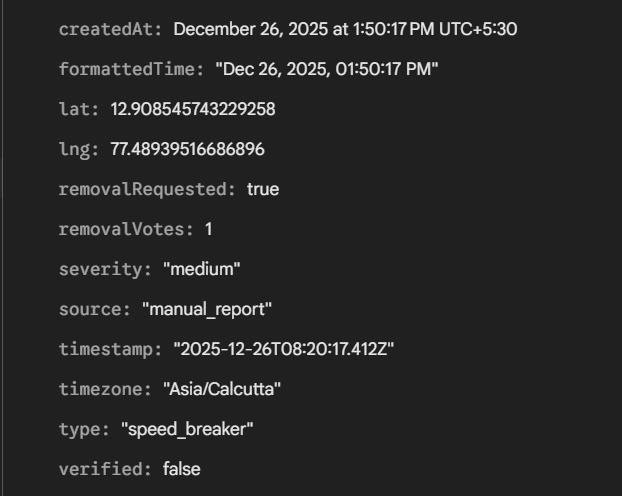 createdAt: December 26, 2025 at 1:50:17 PM UTC+5:30
formattedTime: "Dec 26, 2025, 01:50:17 PM"
lat: 12.908545743229258
lng: 77.48939516686896
removalRequested: true
removalVotes: 1
severity: "medium"
source: "manual_report"
timestamp: "2025-12-26T08:20:17.412Z"
timezone: "Asia/Calcutta"
type: "speed_breaker"
verified: false